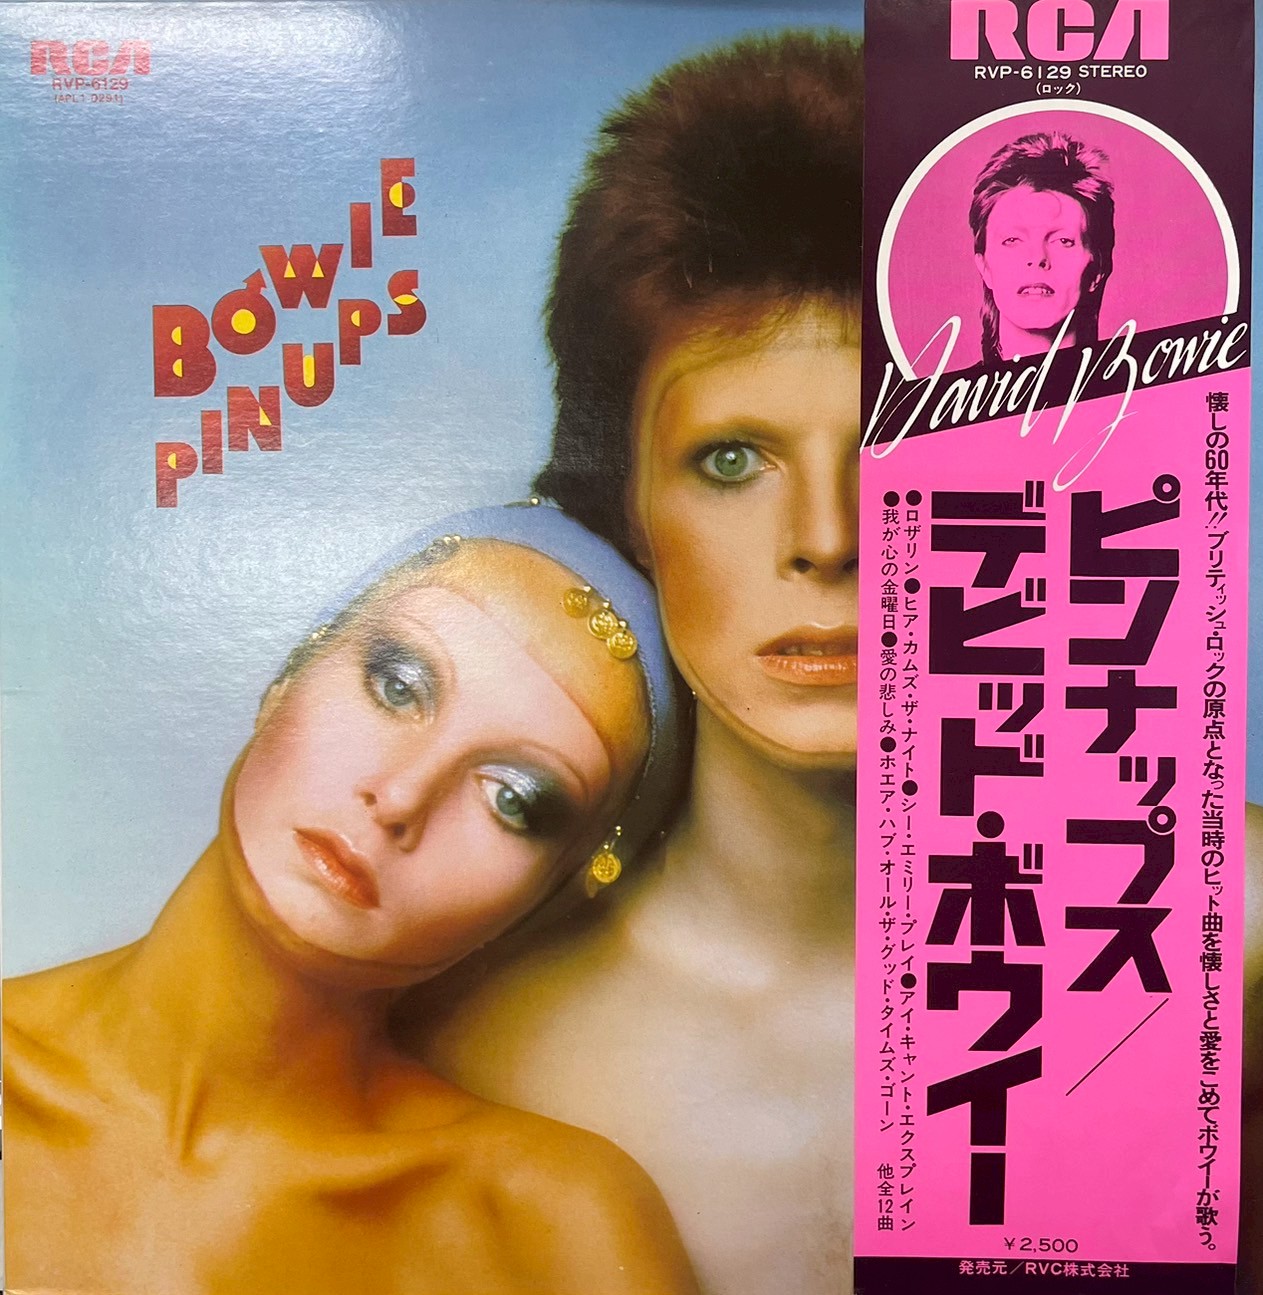 RCA
RVP-6129
(APL1 0291)
BOWIE
PINUPS
RCA
RVP-6129 STEREO
(ロック)
David Bowie
懐しの60年代!! ブリティッシュ・ロックの原点となった当時のヒット曲を懐しさと愛をこめてボウイーが歌う。
ピンナップス/
デビッド・ボウイー
●ロザリン●ヒア・カムズ・ザ・ナイト●シー・エミリー・プレイ●アイ・キャント・エクスプレイン
●我が心の金曜日●愛の悲しみ●ホエア・ハブ・オール・ザ・グッド・タイムズ・ゴーン 他全12曲
¥2,500
発売元/RVC株式会社